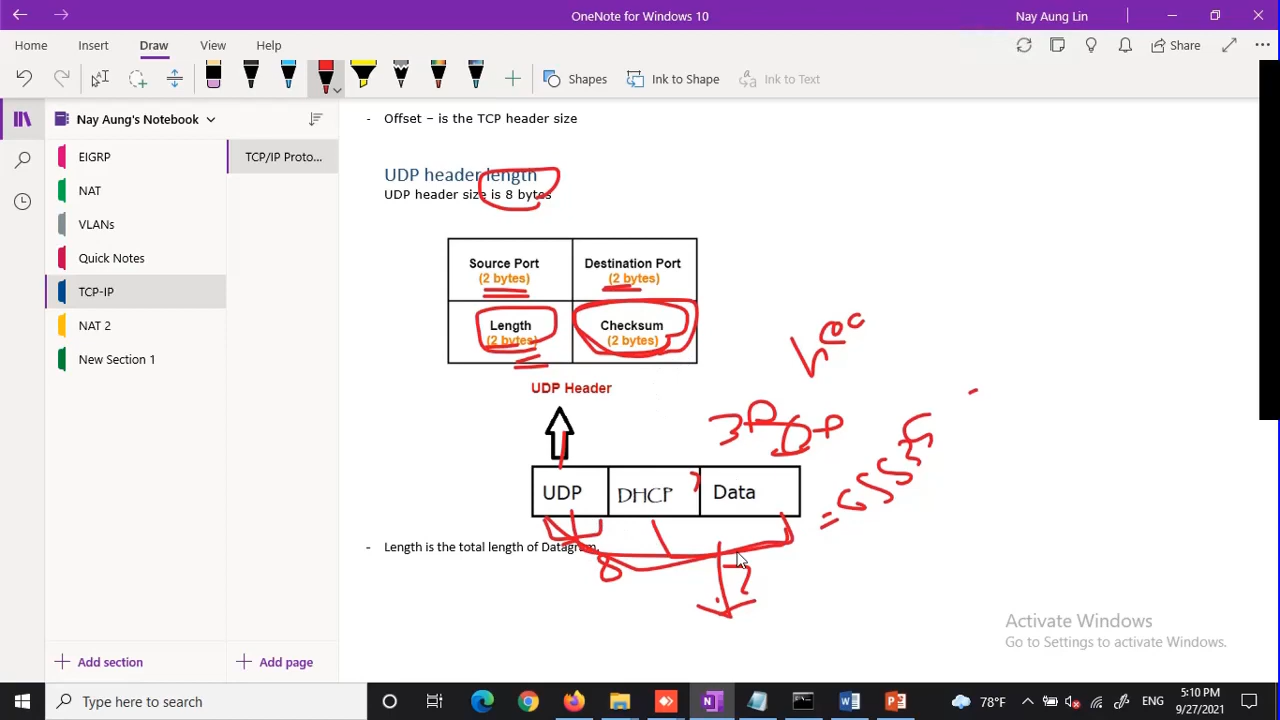 OneNote for Windows 10
Nay Aung Lin
Home
Insert
Draw
View
Help
Share
Shapes
Ink to Shape
Ink to Text
Nay Aung's Notebook
EIGRP
NAT
VLANs
Quick Notes
TCP-IP
NAT 2
New Section 1
TCP/IP Proto...
Add section
Add page
- Offset – is the TCP header size
UDP header length
UDP header size is 8 bytes
Source Port
(2 bytes)
Destination Port
(2 bytes)
Length
(2 bytes)
Checksum
(2 bytes)
UDP Header
UDP
DHCP
Data
- Length is the total length of Datagram.
8
Activate Windows
Go to Settings to activate Windows.
Type here to search
78°F
ENG
5:10 PM
9/27/2021